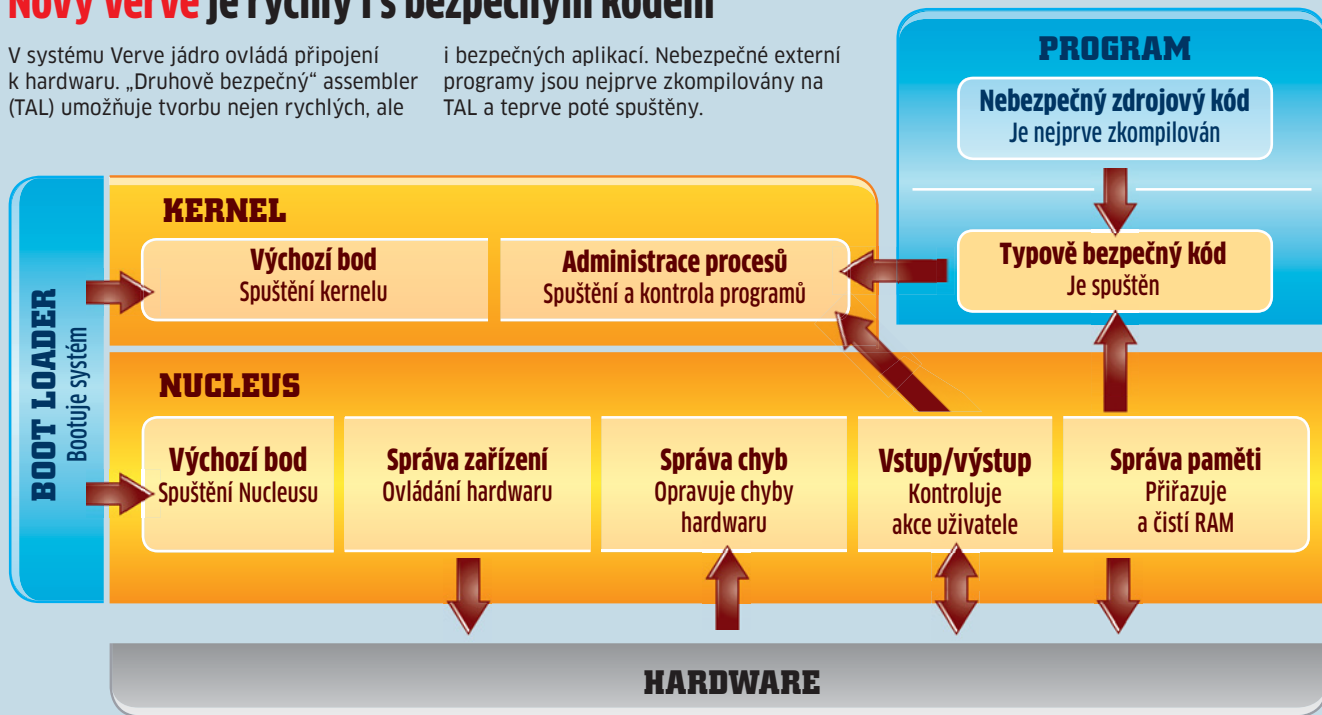 Nový Verve je rychlý i s bezpečným kódem
V systému Verve jádro ovládá připojení
k hardwaru. „Druhově bezpečný“ assembler
(TAL) umožňuje tvorbu nejen rychlých, ale
i bezpečných aplikací. Nebezpečné externí
programy jsou nejprve zkompilovány na
TAL a teprve poté spuštěny.
PROGRAM
Nebezpečný zdrojový kód
Je nejprve zkompilován
Typově bezpečný kód
Je spuštěn
BOOT LOADER
Bootuje systém
KERNEL
Výchozí bod
Spuštění kernelu
Administrace procesů
Spuštění a kontrola programů
NUCLEUS
Výchozí bod
Spuštění Nucleusu
Správa zařízení
Ovládání hardwaru
Správa chyb
Opravuje chyby
hardwaru
Vstup/výstup
Kontroluje
akce uživatele
Správa paměti
Přiřazuje
a čistí RAM
HARDWARE